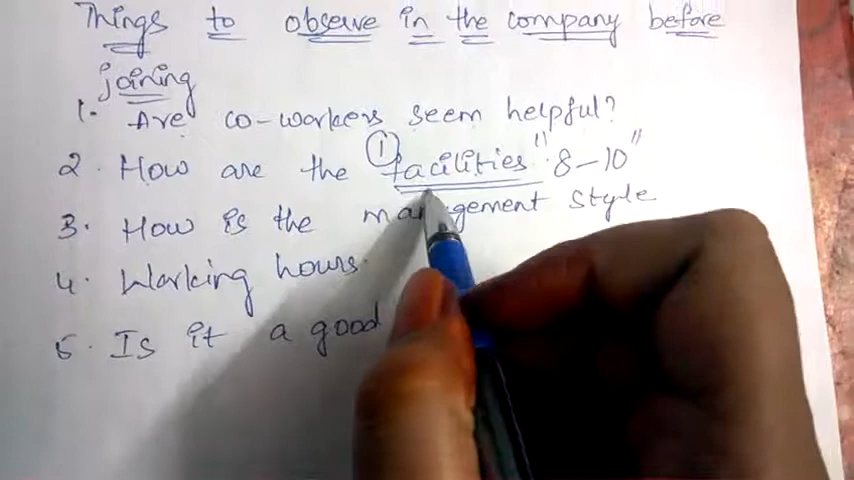 Things to observe in the company before
joining
1. Are co-workers seem helpful?
2. How are the ① facilities "8-10"
3. How is the management style
4. Working hours.
5. Is it a good